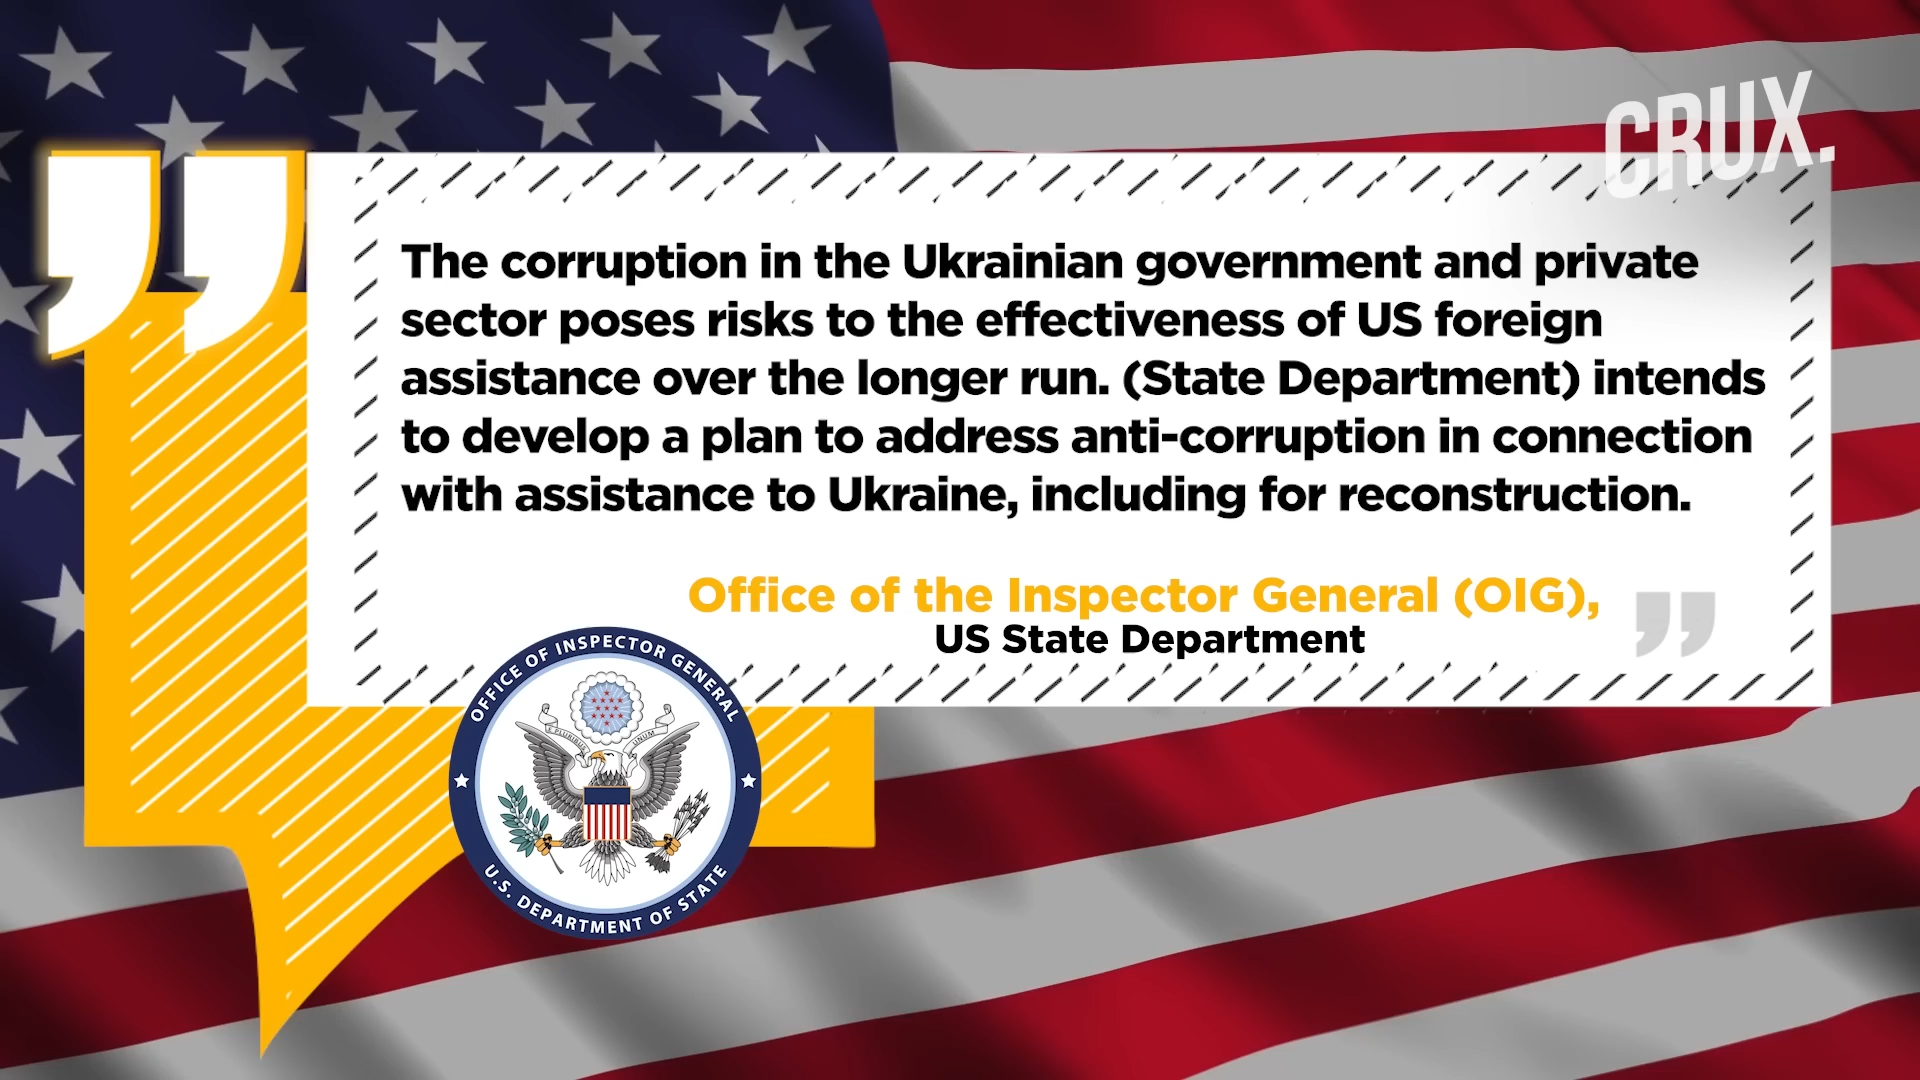 CRUX.
The corruption in the Ukrainian government and private
sector poses risks to the effectiveness of US foreign
assistance over the longer run. (State Department) intends
to develop a plan to address anti-corruption in connection
with assistance to Ukraine, including for reconstruction.
Office of the Inspector General (OIG),
US State Department
OFFICE OF INSPECTOR GENERAL
E PLURIBUS UNUM
U.S. DEPARTMENT OF STATE